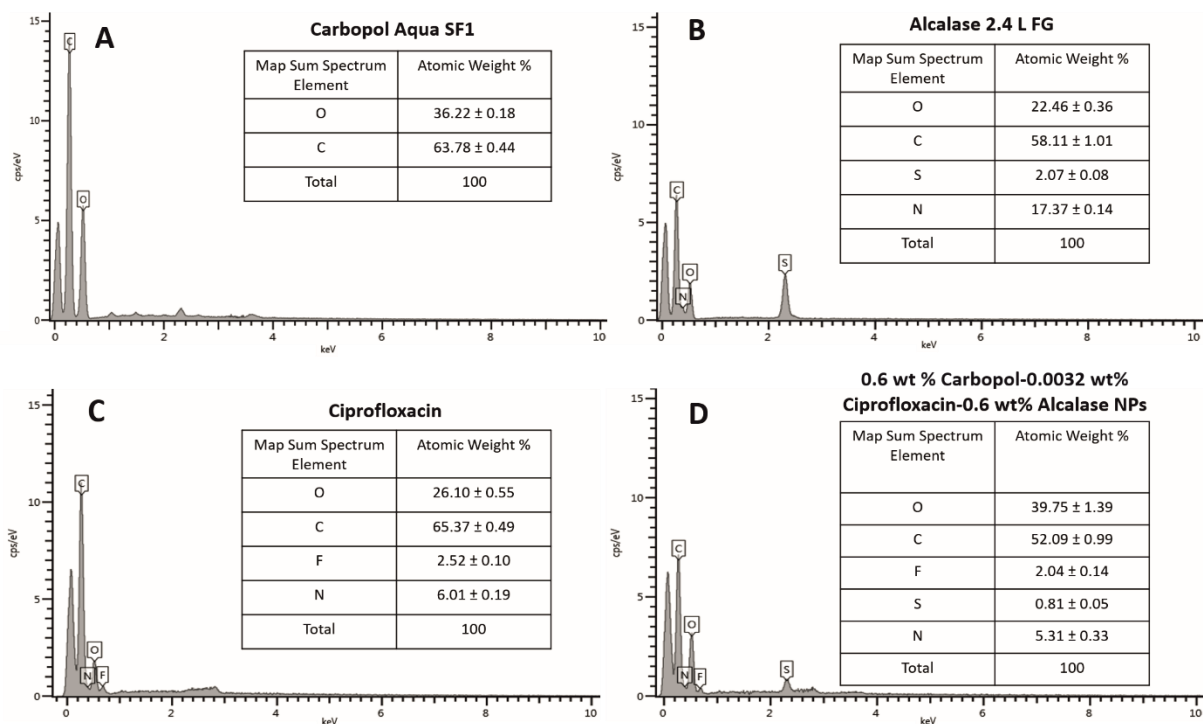 A
Carbopol Aqua SF1
Map Sum Spectrum Element
Atomic Weight %
O
36.22 ± 0.18
C
63.78 ± 0.44
Total
100
15
10
5
0
cps/eV
C
O
0
2
4
6
8
10
keV
B
Alcalase 2.4 L FG
Map Sum Spectrum Element
Atomic Weight %
O
22.46 ± 0.36
C
58.11 ± 1.01
S
2.07 ± 0.08
N
17.37 ± 0.14
Total
100
15
10
5
0
cps/eV
C
O
N
S
0
2
4
6
8
10
keV
C
Ciprofloxacin
Map Sum Spectrum Element
Atomic Weight %
O
26.10 ± 0.55
C
65.37 ± 0.49
F
2.52 ± 0.10
N
6.01 ± 0.19
Total
100
15
10
5
0
cps/eV
C
O
N
F
0
2
4
6
8
10
keV
D
0.6 wt % Carbopol-0.0032 wt%
Ciprofloxacin-0.6 wt% Alcalase NPs
Map Sum Spectrum Element
Atomic Weight %
O
39.75 ± 1.39
C
52.09 ± 0.99
F
2.04 ± 0.14
S
0.81 ± 0.05
N
5.31 ± 0.33
Total
100
15
10
5
0
cps/eV
C
O
N
F
S
0
2
4
6
8
10
keV